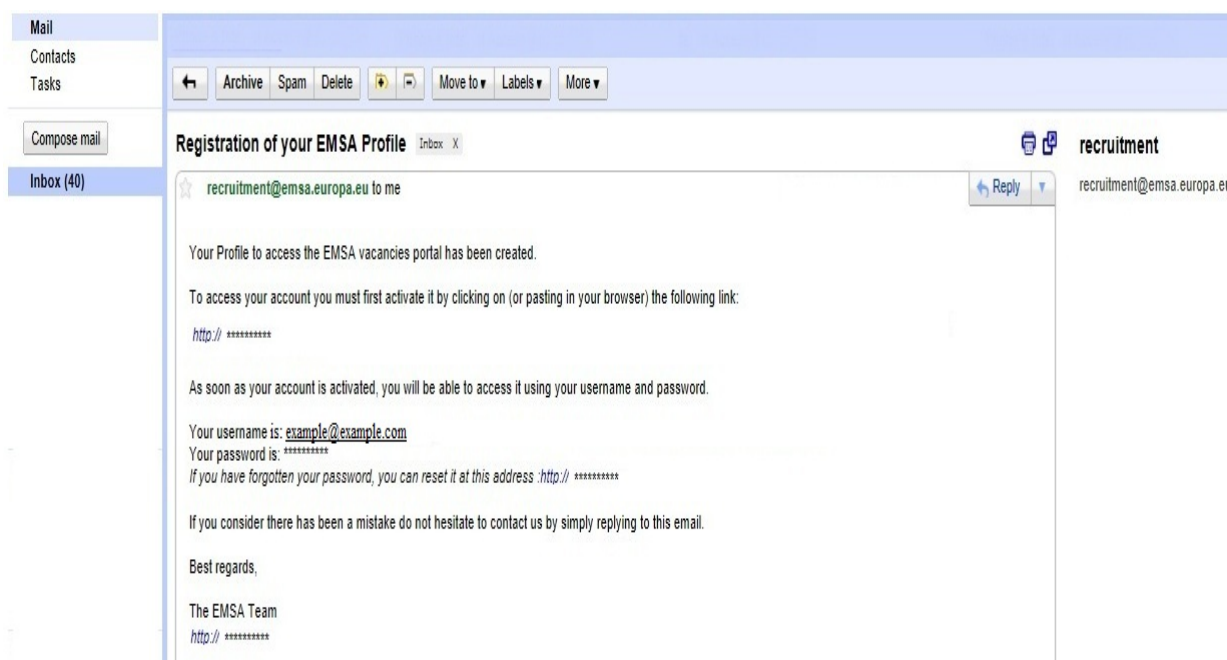 Mail
Contacts
Tasks
Compose mail
Inbox (40)
Archive Spam Delete Move to Labels More
Registration of your EMSA Profile Inbox X
recruitment@emsa.europa.eu to me
Reply
recruitment
recruitment@emsa.europa.eu
Your Profile to access the EMSA vacancies portal has been created.
To access your account you must first activate it by clicking on (or pasting in your browser) the following link:
http:// **********
As soon as your account is activated, you will be able to access it using your username and password.
Your username is: example@example.com
Your password is: **********
If you have forgotten your password, you can reset it at this address :http:// **********
If you consider there has been a mistake do not hesitate to contact us by simply replying to this email.
Best regards,
The EMSA Team
http:// **********